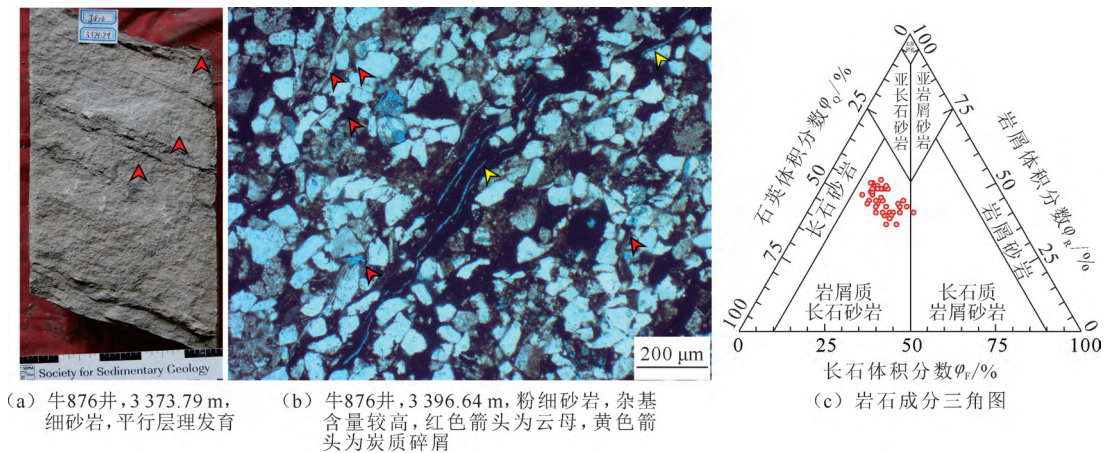 牛876
3373.79
Society for Sedimentary Geology
(a) 牛876井,3 373.79 m,
细砂岩,平行层理发育
200 μm
(b) 牛876井,3 396.64 m,粉细砂岩,杂基
含量较高,红色箭头为云母,黄色箭
头为炭质碎屑
石英体积分数φQ/%
岩屑体积分数φR/%
0
25
50
75
100
100
75
50
25
0
亚长石砂岩
亚岩屑砂岩
长石砂岩
岩屑砂岩
岩屑质
长石砂岩
长石质
岩屑砂岩
0
25
50
75
100
长石体积分数φF/%
(c) 岩石成分三角图